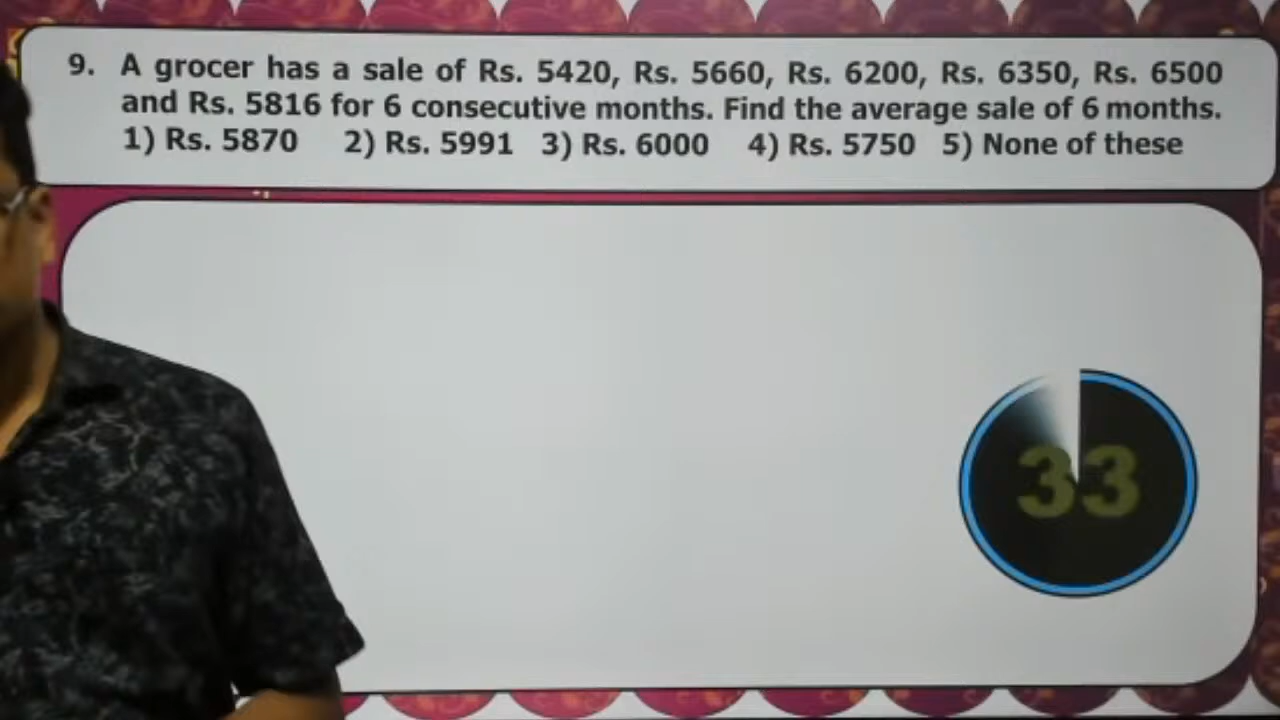 9. A grocer has a sale of Rs. 5420, Rs. 5660, Rs. 6200, Rs. 6350, Rs. 6500
and Rs. 5816 for 6 consecutive months. Find the average sale of 6 months.
1) Rs. 5870 2) Rs. 5991 3) Rs. 6000 4) Rs. 5750 5) None of these
33